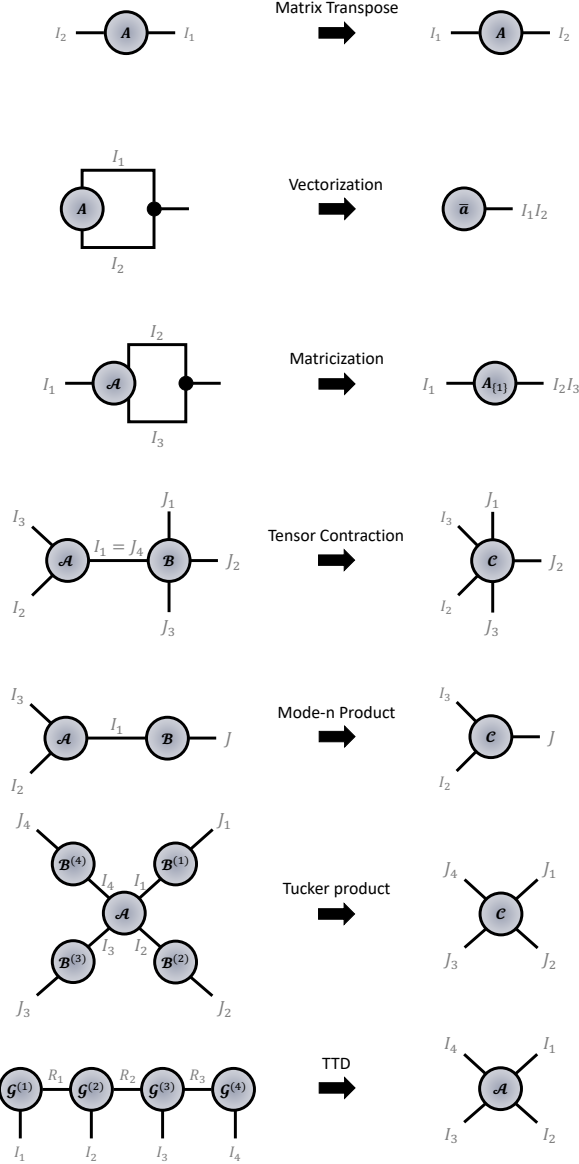 Matrix Transpose
I₂ A I₁
I₁ A I₂
I₁
Vectorization
A
a̅ I₁I₂
I₂
I₂
Matricization
I₁ 𝓐
I₁ A_{1} I₂I₃
I₃
J₁
J₁
I₃
I₃
Tensor Contraction
I₁ = J₄
𝓐 𝓑 J₂
𝓒 J₂
I₂
I₂
J₃
J₃
I₃
I₃
Mode-n Product
I₁
𝓐 𝓑 J
𝓒 J
I₂
I₂
J₄ J₁
𝓑⁽⁴⁾ 𝓑⁽¹⁾
J₄ J₁
I₄ I₁
Tucker product
𝓐
𝓒
I₃ I₂
𝓑⁽³⁾ 𝓑⁽²⁾
J₃ J₂
J₃ J₂
I₄ I₁
TTD
R₁ R₂ R₃
𝓖⁽¹⁾ 𝓖⁽²⁾ 𝓖⁽³⁾ 𝓖⁽⁴⁾
𝓐
I₃ I₂
I₁ I₂ I₃ I₄